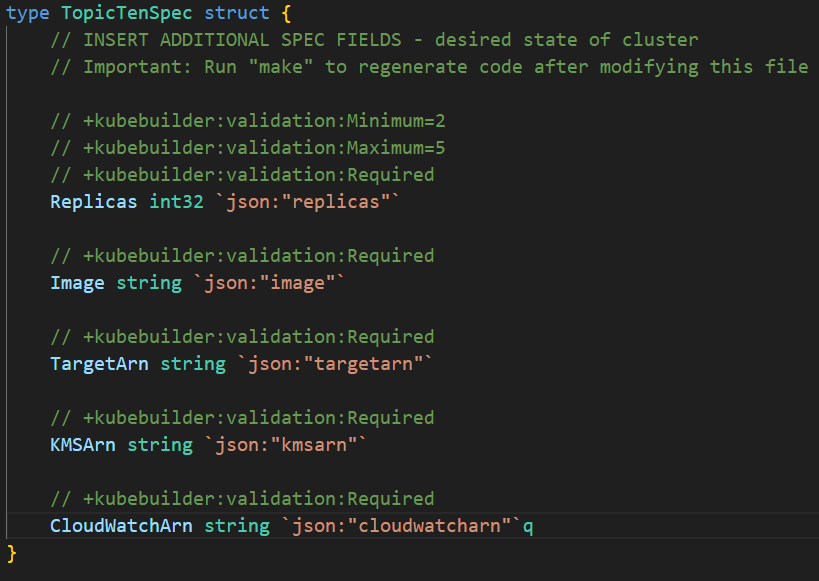 type TopicTenSpec struct {
// INSERT ADDITIONAL SPEC FIELDS - desired state of cluster
// Important: Run "make" to regenerate code after modifying this file
// +kubebuilder:validation:Minimum=2
// +kubebuilder:validation:Maximum=5
// +kubebuilder:validation:Required
Replicas int32 `json:"replicas"`
// +kubebuilder:validation:Required
Image string `json:"image"`
// +kubebuilder:validation:Required
TargetArn string `json:"targetarn"`
// +kubebuilder:validation:Required
KMSArn string `json:"kmsarn"`
// +kubebuilder:validation:Required
CloudWatchArn string `json:"cloudwatcharn"`q
}